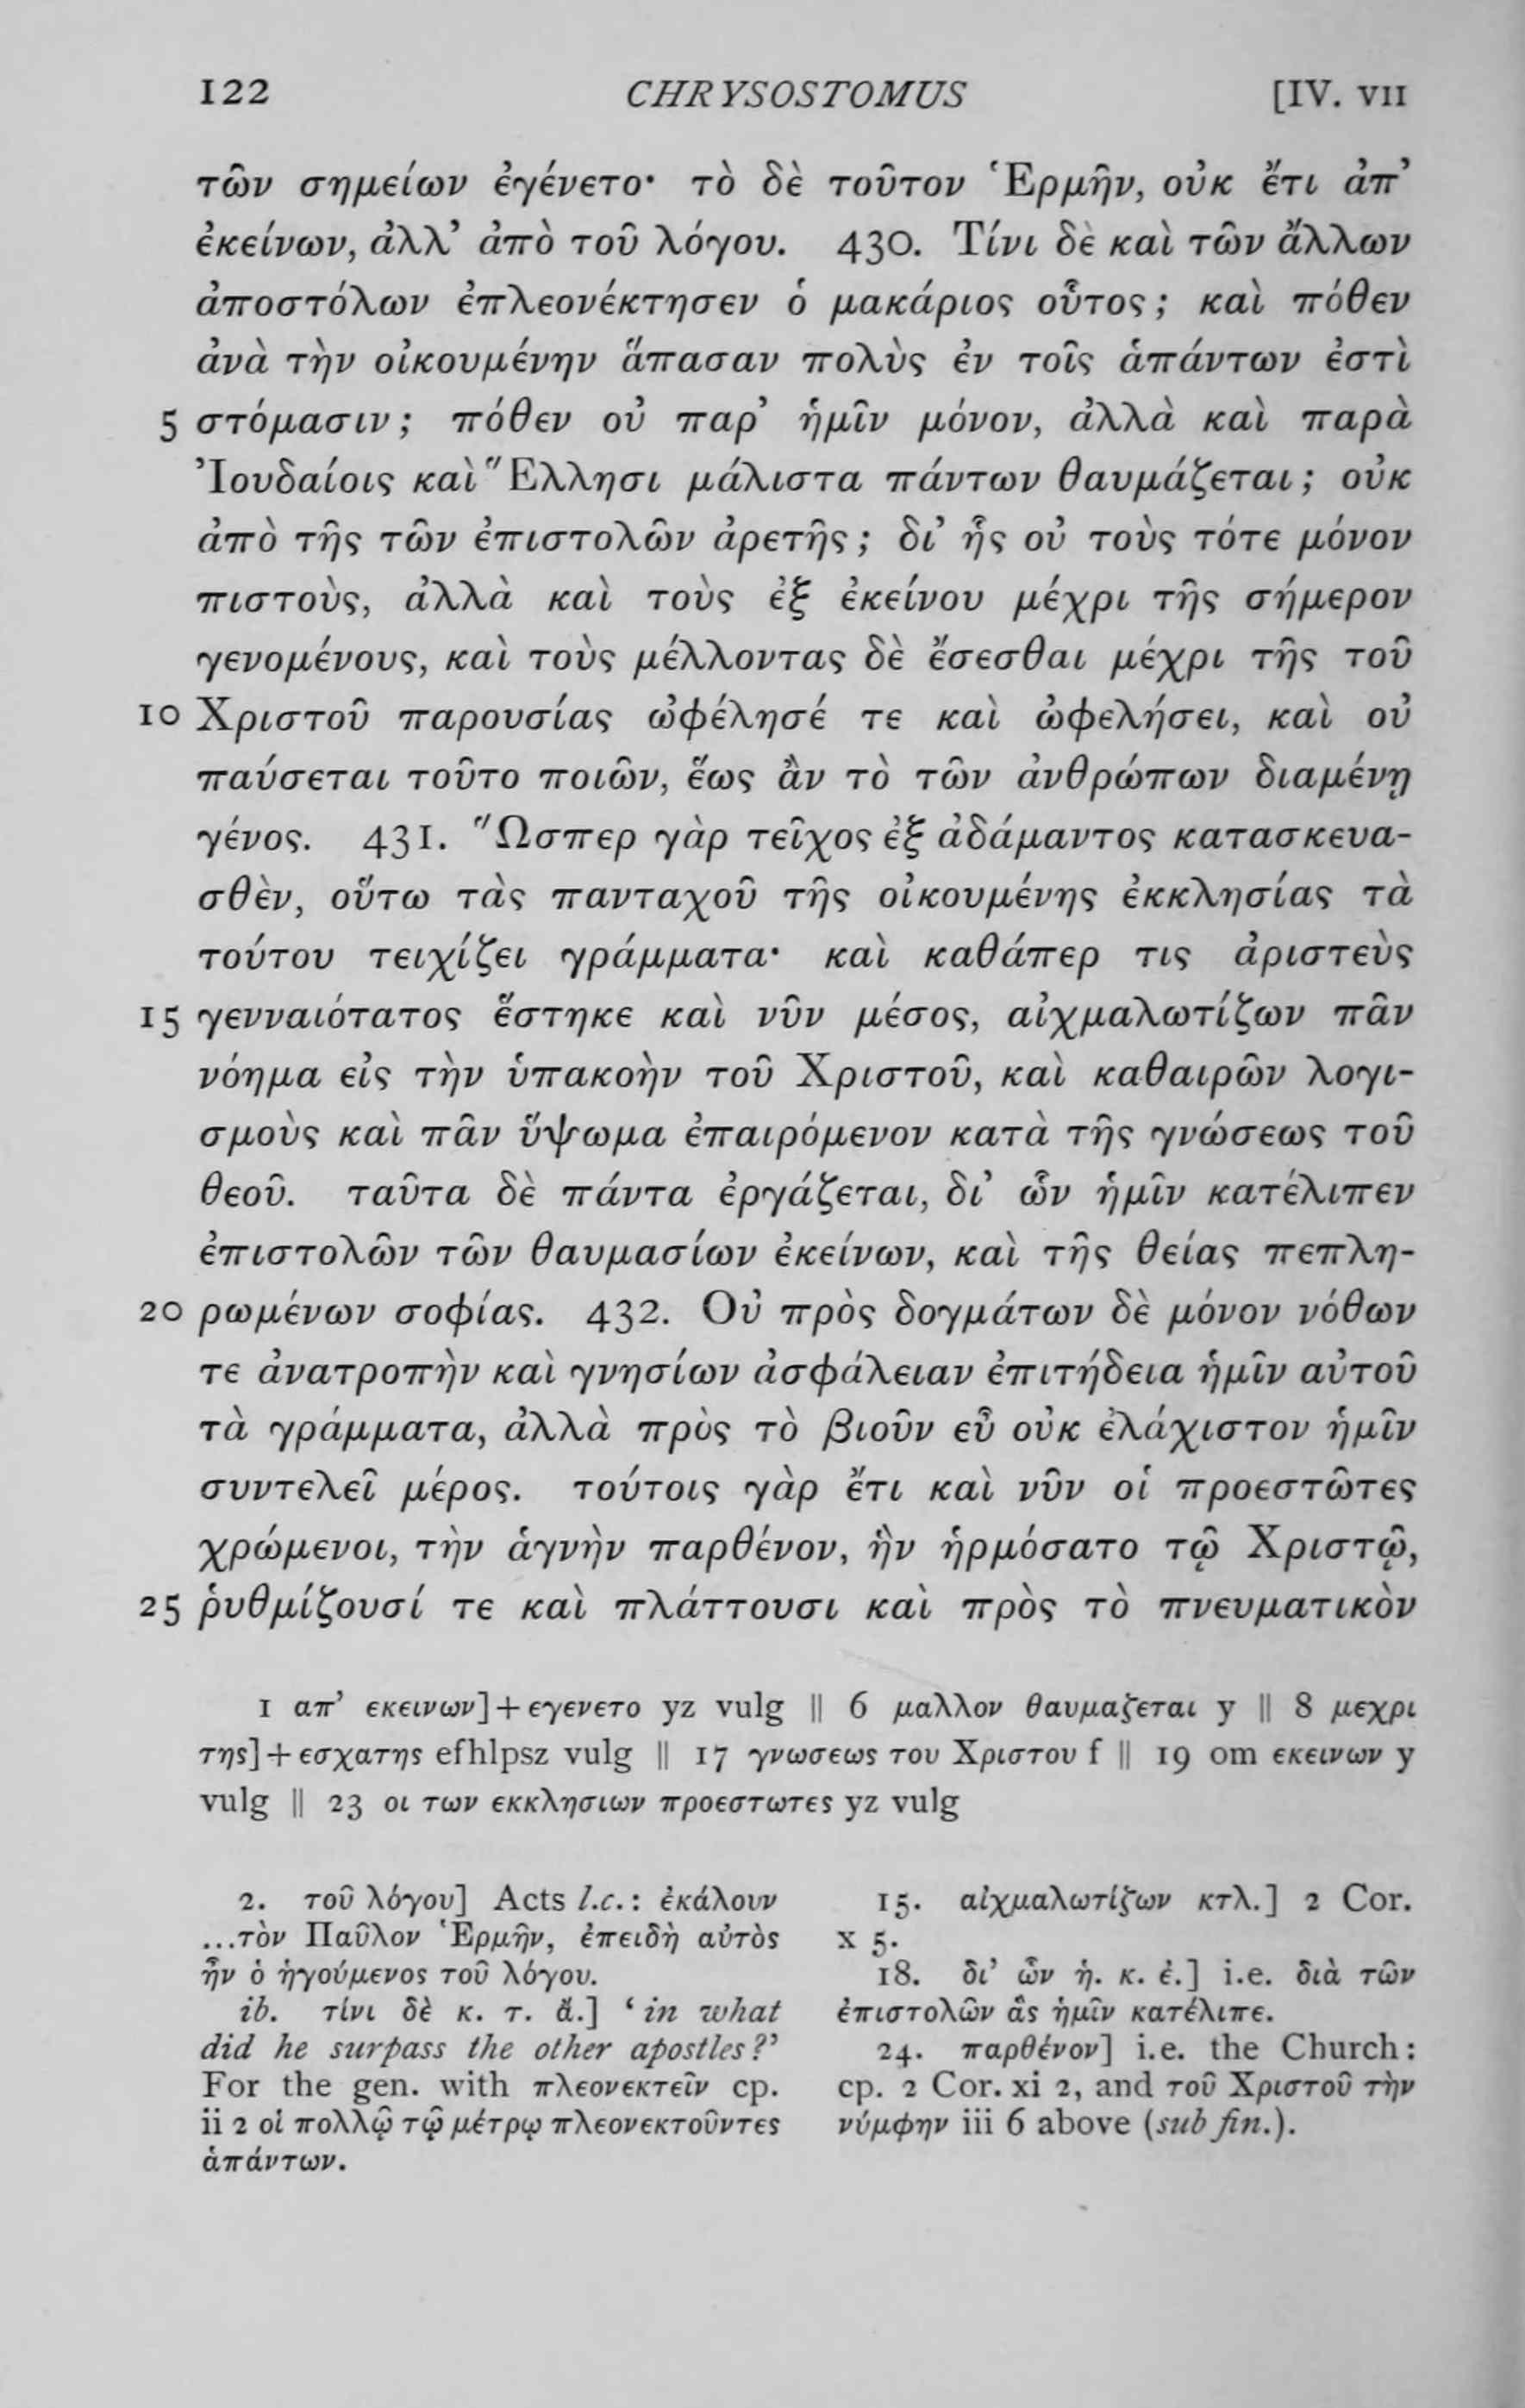 122 CHRYSOSTOMUS [IV. VII
τῶν σημείων ἐγένετο· τὸ δὲ τοῦτον Ἑρμῆν, οὐκ ἔτι ἀπ’
ἐκείνων, ἀλλ’ ἀπὸ τοῦ λόγου. 430. Τίνι δὲ καὶ τῶν ἄλλων
ἀποστόλων ἐπλεονέκτησεν ὁ μακάριος οὗτος; καὶ πόθεν
ἀνὰ τὴν οἰκουμένην ἅπασαν πολὺς ἐν τοῖς ἁπάντων ἐστὶ
5 στόμασιν; πόθεν οὐ παρ’ ἡμῖν μόνον, ἀλλὰ καὶ παρὰ
Ἰουδαίοις καὶ Ἕλλησι μάλιστα πάντων θαυμάζεται; οὐκ
ἀπὸ τῆς τῶν ἐπιστολῶν ἀρετῆς; δι’ ἧς οὐ τοὺς τότε μόνον
πιστοὺς, ἀλλὰ καὶ τοὺς ἐξ ἐκείνου μέχρι τῆς σήμερον
γενομένους, καὶ τοὺς μέλλοντας δὲ ἔσεσθαι μέχρι τῆς τοῦ
10 Χριστοῦ παρουσίας ὠφέλησέ τε καὶ ὠφελήσει, καὶ οὐ
παύσεται τοῦτο ποιῶν, ἕως ἂν τὸ τῶν ἀνθρώπων διαμένῃ
γένος. 431. Ὥσπερ γὰρ τεῖχος ἐξ ἀδάμαντος κατασκευα-
σθὲν, οὕτω τὰς πανταχοῦ τῆς οἰκουμένης ἐκκλησίας τὰ
τούτου τειχίζει γράμματα· καὶ καθάπερ τις ἀριστεὺς
15 γενναιότατος ἕστηκε καὶ νῦν μέσος, αἰχμαλωτίζων πᾶν
νόημα εἰς τὴν ὑπακοὴν τοῦ Χριστοῦ, καὶ καθαιρῶν λογι-
σμοὺς καὶ πᾶν ὕψωμα ἐπαιρόμενον κατὰ τῆς γνώσεως τοῦ
θεοῦ. ταῦτα δὲ πάντα ἐργάζεται, δι’ ὧν ἡμῖν κατέλιπεν
ἐπιστολῶν τῶν θαυμασίων ἐκείνων, καὶ τῆς θείας πεπλη-
20 ρωμένων σοφίας. 432. Οὐ πρὸς δογμάτων δὲ μόνον νόθων
τε ἀνατροπὴν καὶ γνησίων ἀσφάλειαν ἐπιτήδεια ἡμῖν αὐτοῦ
τὰ γράμματα, ἀλλὰ πρὸς τὸ βιοῦν εὖ οὐκ ἐλάχιστον ἡμῖν
συντελεῖ μέρος. τούτοις γὰρ ἔτι καὶ νῦν οἱ προεστῶτες
χρώμενοι, τὴν ἁγνὴν παρθένον, ἣν ἡρμόσατο τῷ Χριστῷ,
25 ῥυθμίζουσί τε καὶ πλάττουσι καὶ πρὸς τὸ πνευματικὸν
1 απ’ εκεινων]+εγενετο yz vulg || 6 μαλλον θαυμαζεται y || 8 μεχρι
της]+εσχατης efhlpsz vulg || 17 γνωσεως του Χριστου f || 19 om εκεινων y
vulg || 23 οι των εκκλησιων προεστωτες yz vulg
2. τοῦ λόγου] Acts l.c.: ἐκάλουν
...τὸν Παῦλον Ἑρμῆν, ἐπειδὴ αὐτὸς
ἦν ὁ ἡγούμενος τοῦ λόγου.
ib. τίνι δὲ κ. τ. ἄ.] ‘in what
did he surpass the other apostles?’
For the gen. with πλεονεκτεῖν cp.
ii 2 οἱ πολλῷ τῷ μέτρῳ πλεονεκτοῦντες
ἁπάντων.
15. αἰχμαλωτίζων κτλ.] 2 Cor.
x 5.
18. δι’ ὧν ἡ. κ. ἐ.] i.e. διὰ τῶν
ἐπιστολῶν ἃς ἡμῖν κατέλιπε.
24. παρθένον] i.e. the Church:
cp. 2 Cor. xi 2, and τοῦ Χριστοῦ τὴν
νύμφην iii 6 above (sub fin.).